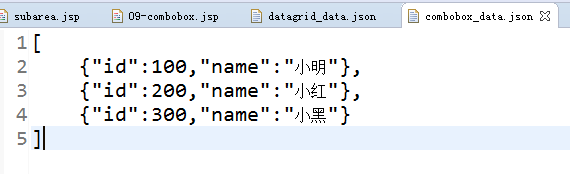 subarea.jsp 09-combobox.jsp datagrid_data.json combobox_data.json
1 [
2 {"id":100,"name":"小明"},
3 {"id":200,"name":"小红"},
4 {"id":300,"name":"小黑"}
5 ]